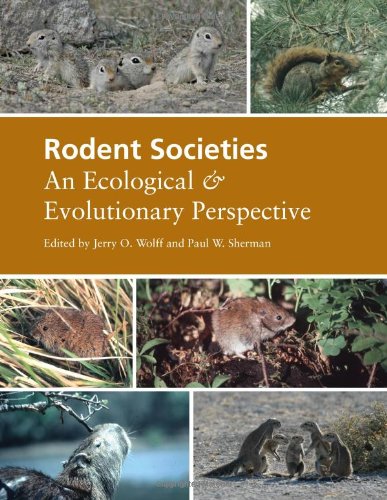 Rodent Societies
An Ecological &
Evolutionary Perspective
Edited by Jerry O. Wolff and Paul W. Sherman